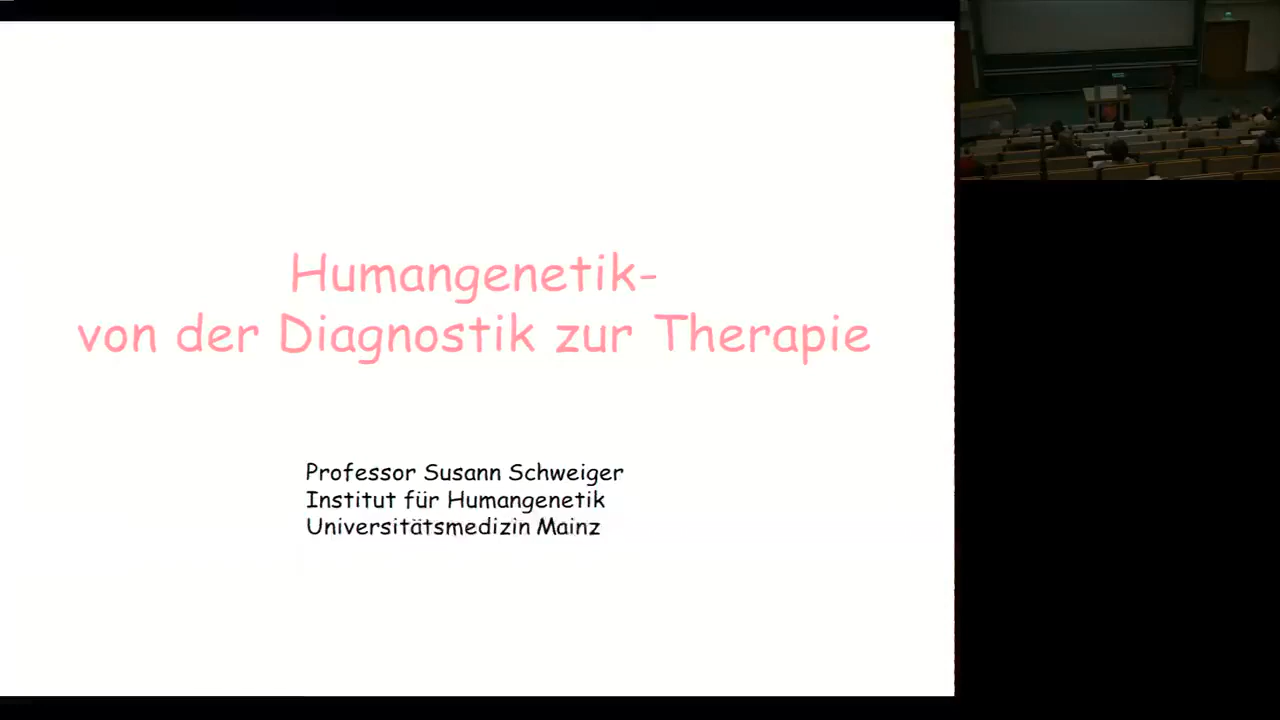 Humangenetik-
von der Diagnostik zur Therapie
Professor Susann Schweiger
Institut für Humangenetik
Universitätsmedizin Mainz